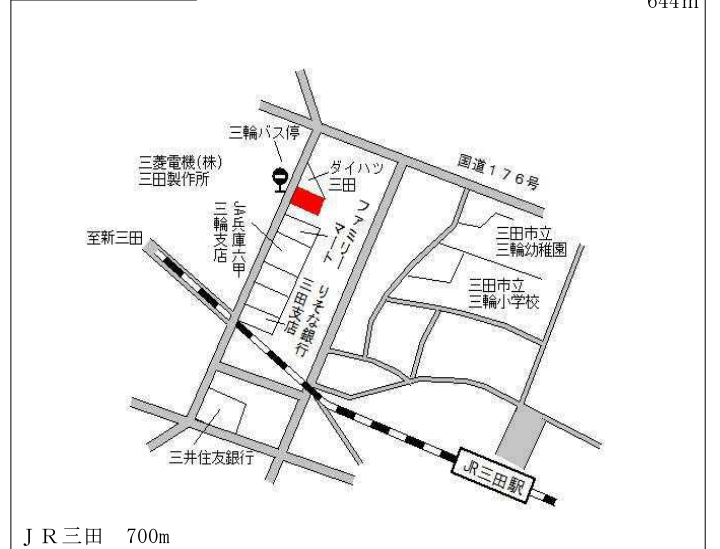 644m
三輪バス停
三菱電機(株)
三田製作所
ダイハツ
三田
国道176号
JA兵庫六甲
三輪支店
ファミリー
マート
至新三田
三田市立
三輪幼稚園
三田市立
三輪小学校
りそな銀行
三田支店
三井住友銀行
JR三田駅
JR三田 700m